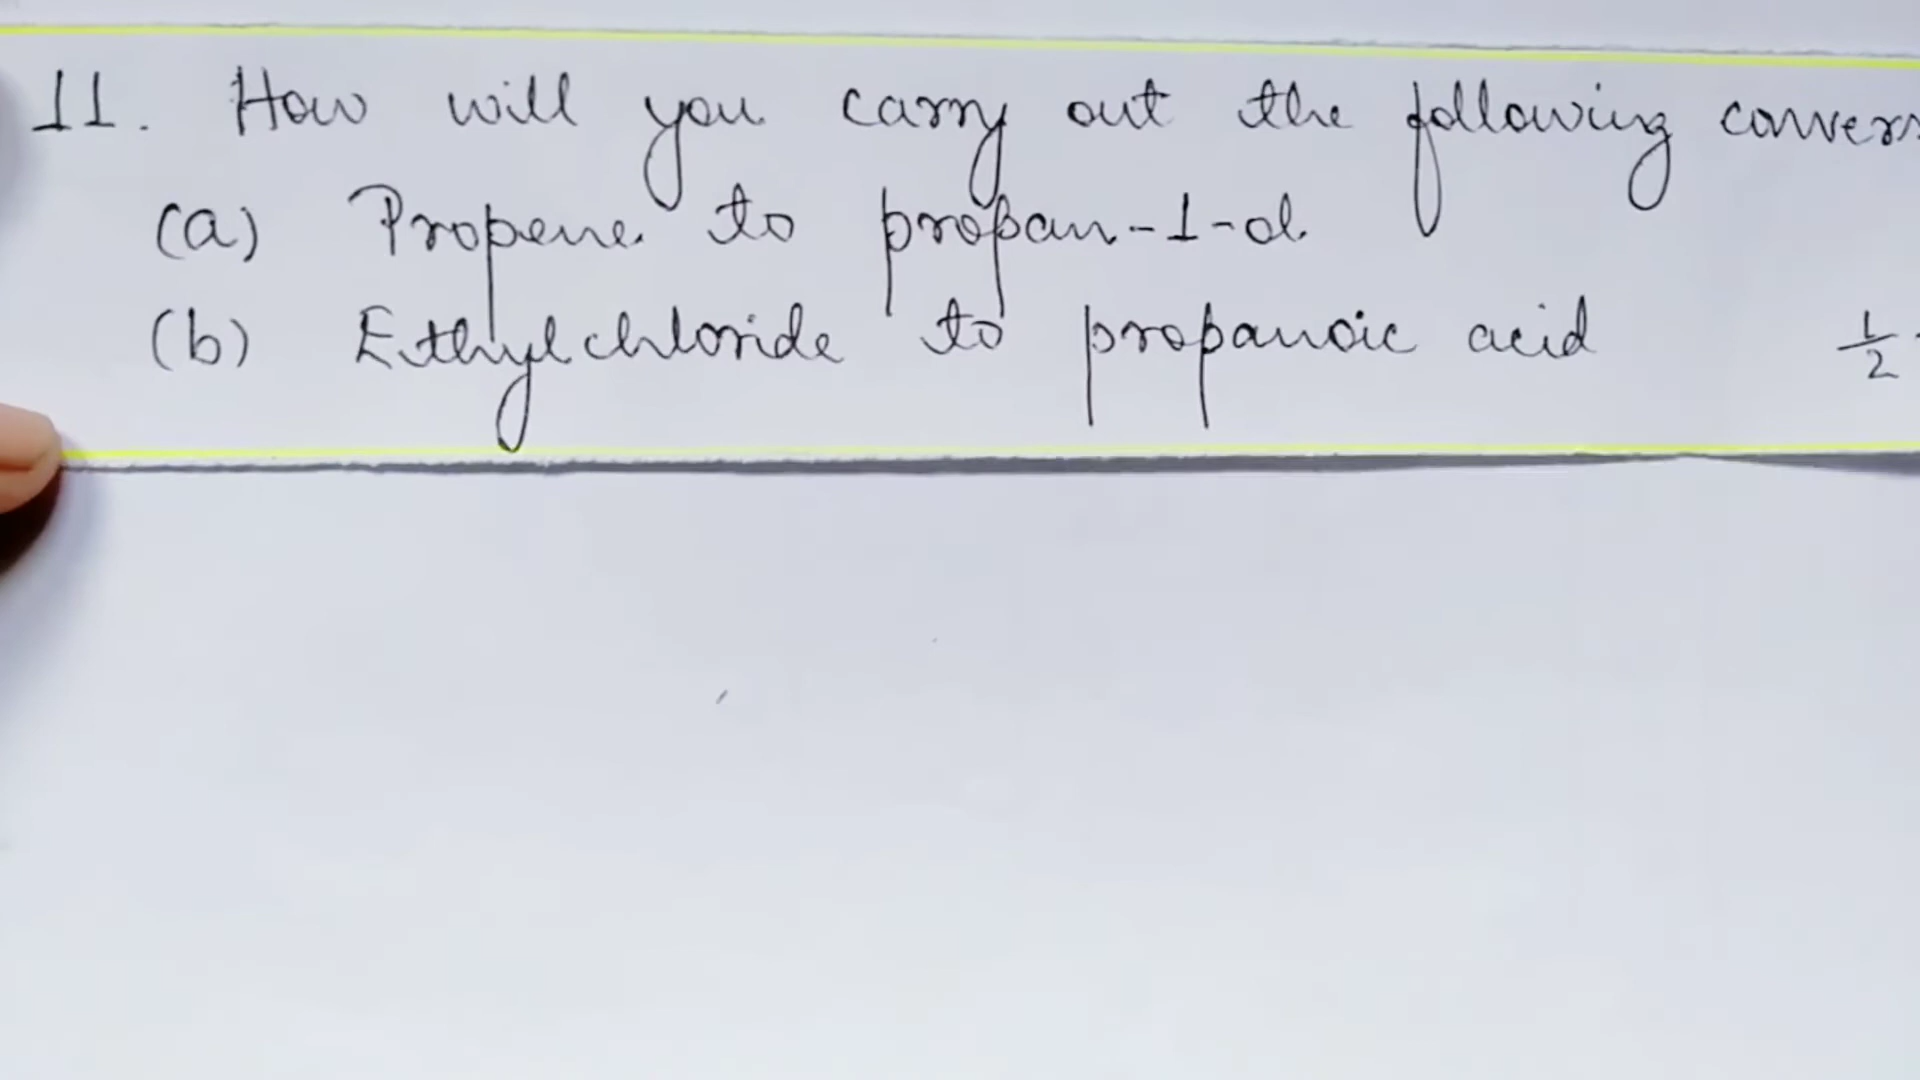 11. How will you carry out the following convers
(a) Propene to propan-1-ol
(b) Ethylchloride to propanoic acid 1/2